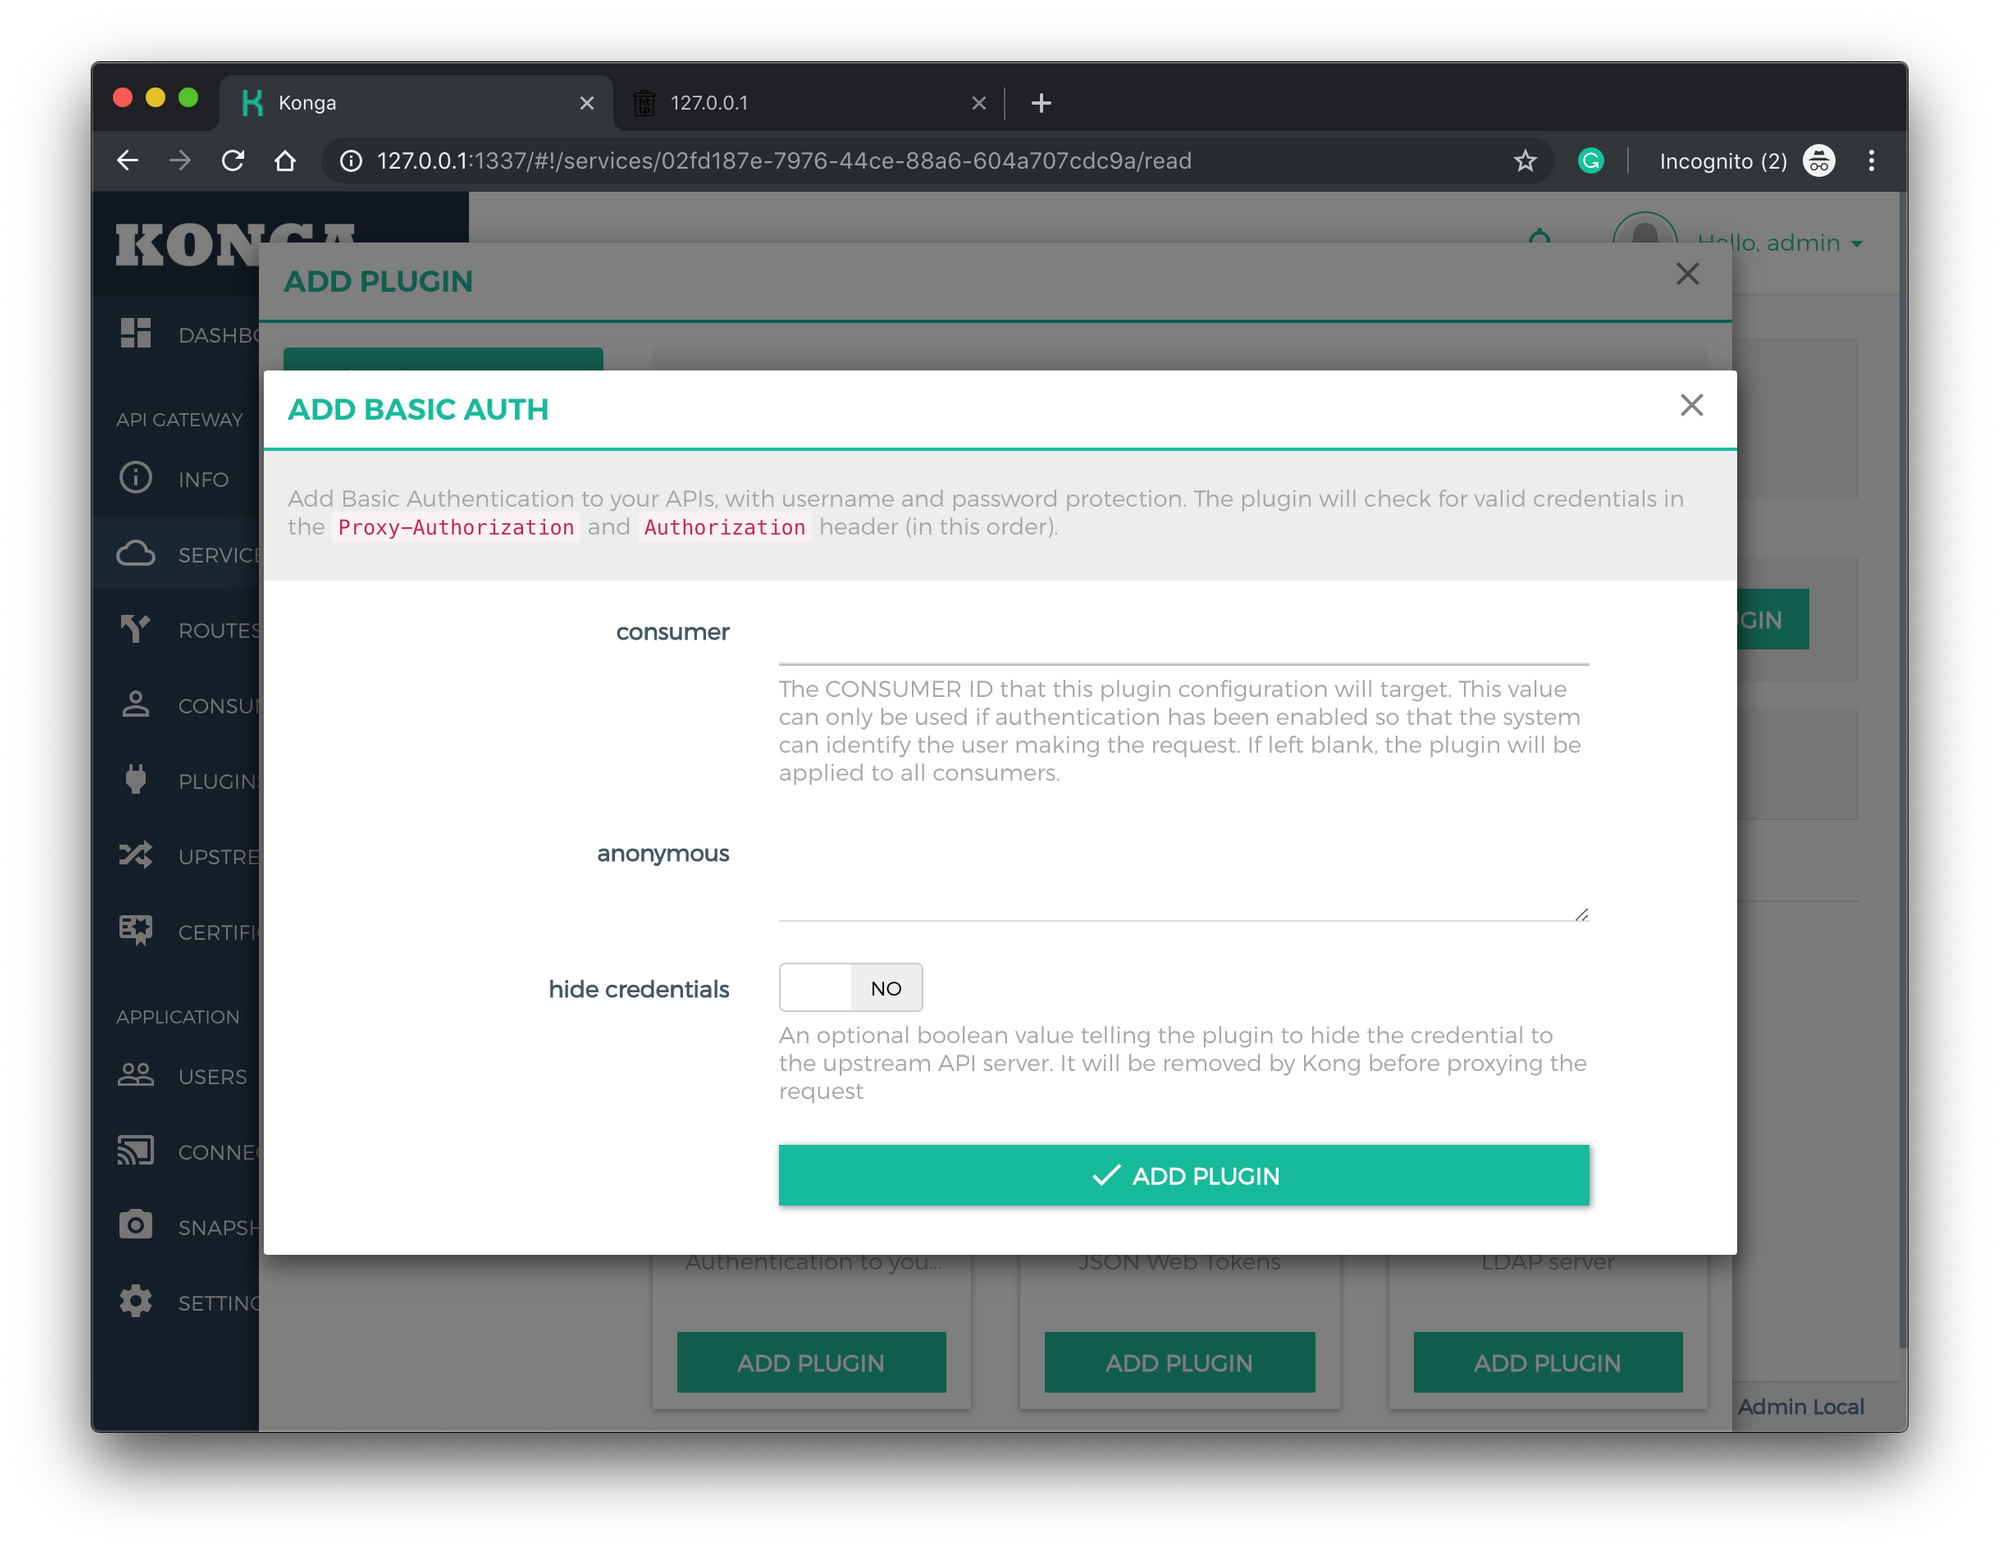 Konga
127.0.0.1
127.0.0.1:1337/#!/services/02fd187e-7976-44ce-88a6-604a707cdc9a/read
Incognito (2)
KONGA
Hello, admin
ADD PLUGIN
DASHBO
API GATEWAY
INFO
SERVICE
ROUTES
CONSUM
PLUGINS
UPSTRE
CERTIFI
APPLICATION
USERS
CONNEC
SNAPSH
SETTING
ADD BASIC AUTH
Add Basic Authentication to your APIs, with username and password protection. The plugin will check for valid credentials in
the Proxy-Authorization and Authorization header (in this order).
consumer
The CONSUMER ID that this plugin configuration will target. This value
can only be used if authentication has been enabled so that the system
can identify the user making the request. If left blank, the plugin will be
applied to all consumers.
anonymous
hide credentials
NO
An optional boolean value telling the plugin to hide the credential to
the upstream API server. It will be removed by Kong before proxying the
request
ADD PLUGIN
UGIN
Authentication to you...
JSON Web Tokens
LDAP server
ADD PLUGIN
ADD PLUGIN
ADD PLUGIN
Admin Local